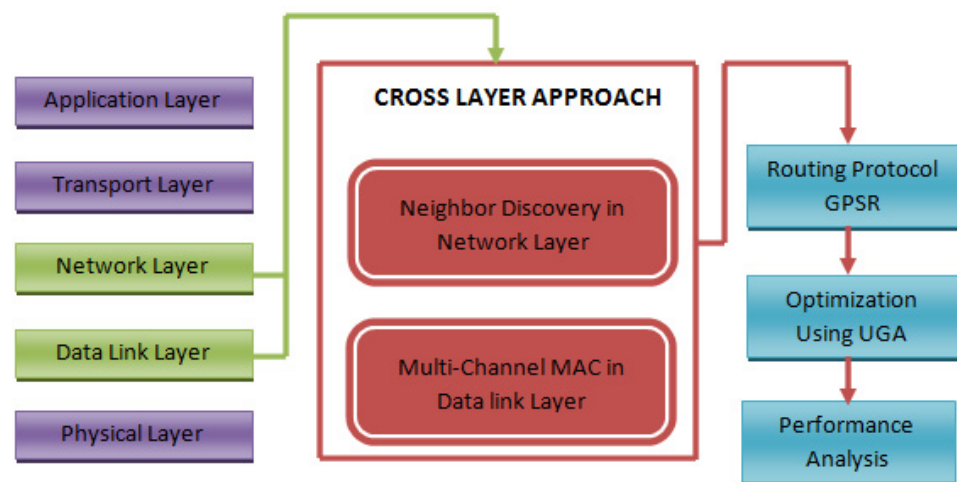 Application Layer
Transport Layer
Network Layer
Data Link Layer
Physical Layer
CROSS LAYER APPROACH
Neighbor Discovery in
Network Layer
Multi-Channel MAC in
Data link Layer
Routing Protocol
GPSR
Optimization
Using UGA
Performance
Analysis